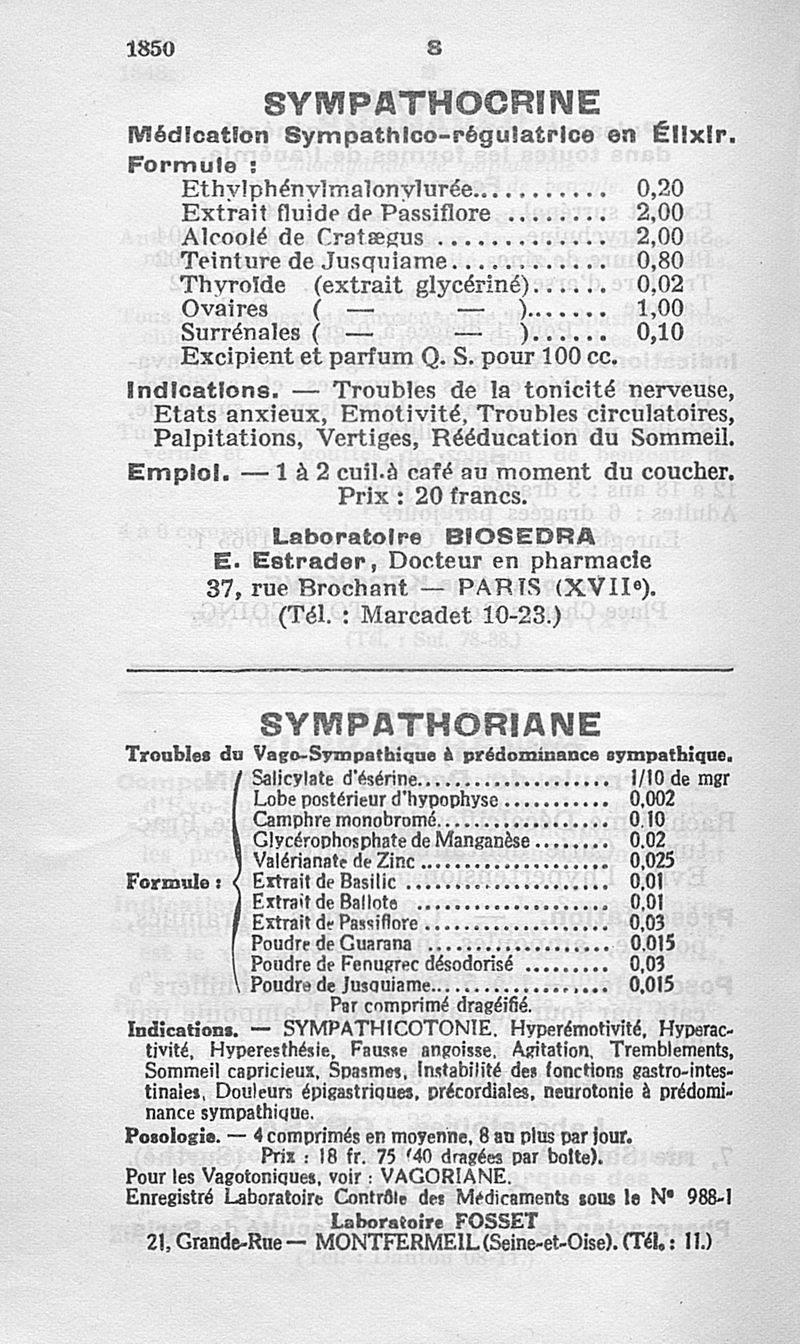 1850
S
SYMPATHOCRINE
Médication Sympathico-régulatrice en Élixir.
Formule :
Ethylphénylmalonylurée........... 0,20
Extrait fluide de Passiflore ........ 2,00
Alcoolé de Cratægus ............. 2,00
Teinture de Jusquiame............ 0,80
Thyroïde (extrait glycériné)...... 0,02
Ovaires ( — — )....... 1,00
Surrénales ( — — )....... 0,10
Excipient et parfum Q. S. pour 100 cc.
Indications. — Troubles de la tonicité nerveuse,
Etats anxieux, Emotivité, Troubles circulatoires,
Palpitations, Vertiges, Rééducation du Sommeil.
Emploi. — 1 à 2 cuil. à café au moment du coucher.
Prix : 20 francs.
Laboratoire BIOSEDRA
E. Estrader, Docteur en pharmacie
37, rue Brochant — PARIS (XVIIe).
(Tél. : Marcadet 10-23.)
SYMPATHORIANE
Troubles du Vago-Sympathique à prédominance sympathique.
Salicylate d'ésérine.................... 1/10 de mgr
Lobe postérieur d'hypophyse ........... 0,002
Camphre monobromé.................. 0,10
Glycérophosphate de Manganèse ........ 0,02
Valérianate de Zinc .................... 0,025
Formule : Extrait de Basilic ..................... 0,01
Extrait de Ballote ..................... 0,01
Extrait de Passiflore ................... 0,03
Poudre de Guarana .................... 0,015
Poudre de Fenugrec désodorisé ......... 0,03
Poudre de Jusquiame................... 0,015
Par comprimé dragéifié.
Indications. — SYMPATHICOTONIE. Hyperémotivité, Hyperac-
tivité, Hyperesthésie, Fausse angoisse, Agitation, Tremblements,
Sommeil capricieux, Spasmes, Instabilité des fonctions gastro-intes-
tinales, Douleurs épigastriques, précordiales, neurotonie à prédomi-
nance sympathique.
Posologie. — 4 comprimés en moyenne, 8 au plus par jour.
Prix : 18 fr. 75 (40 dragées par boîte).
Pour les Vagotoniques, voir : VAGORIANE.
Enregistré Laboratoire Contrôle des Médicaments sous le N° 988-1
Laboratoire FOSSET
21, Grande-Rue — MONTFERMEIL (Seine-et-Oise). (Tél. : 11.)